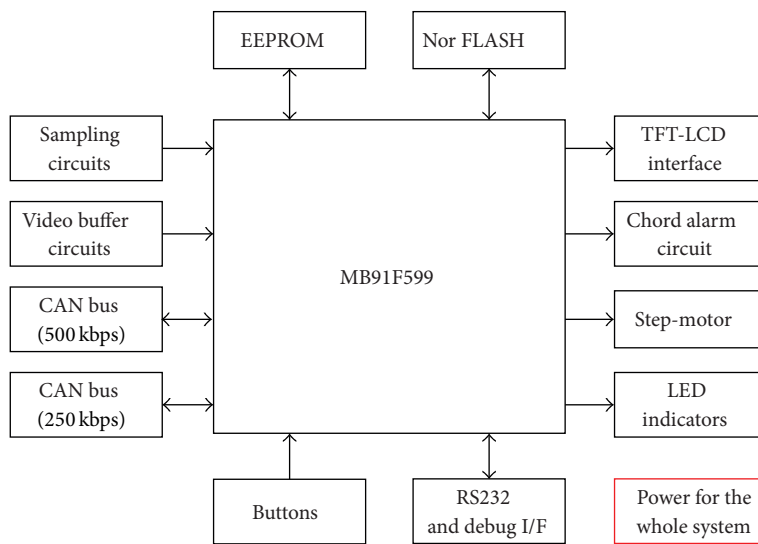 EEPROM
Nor FLASH
Sampling
circuits
Video buffer
circuits
CAN bus
(500 kbps)
CAN bus
(250 kbps)
MB91F599
TFT-LCD
interface
Chord alarm
circuit
Step-motor
LED
indicators
Buttons
RS232
and debug I/F
Power for the
whole system